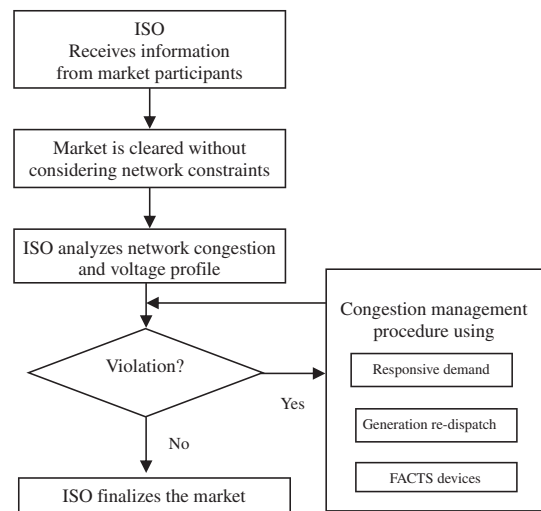 ISO
Receives information
from market participants
Market is cleared without
considering network constraints
ISO analyzes network congestion
and voltage profile
Violation?
Yes
No
ISO finalizes the market
Congestion management
procedure using
Responsive demand
Generation re-dispatch
FACTS devices